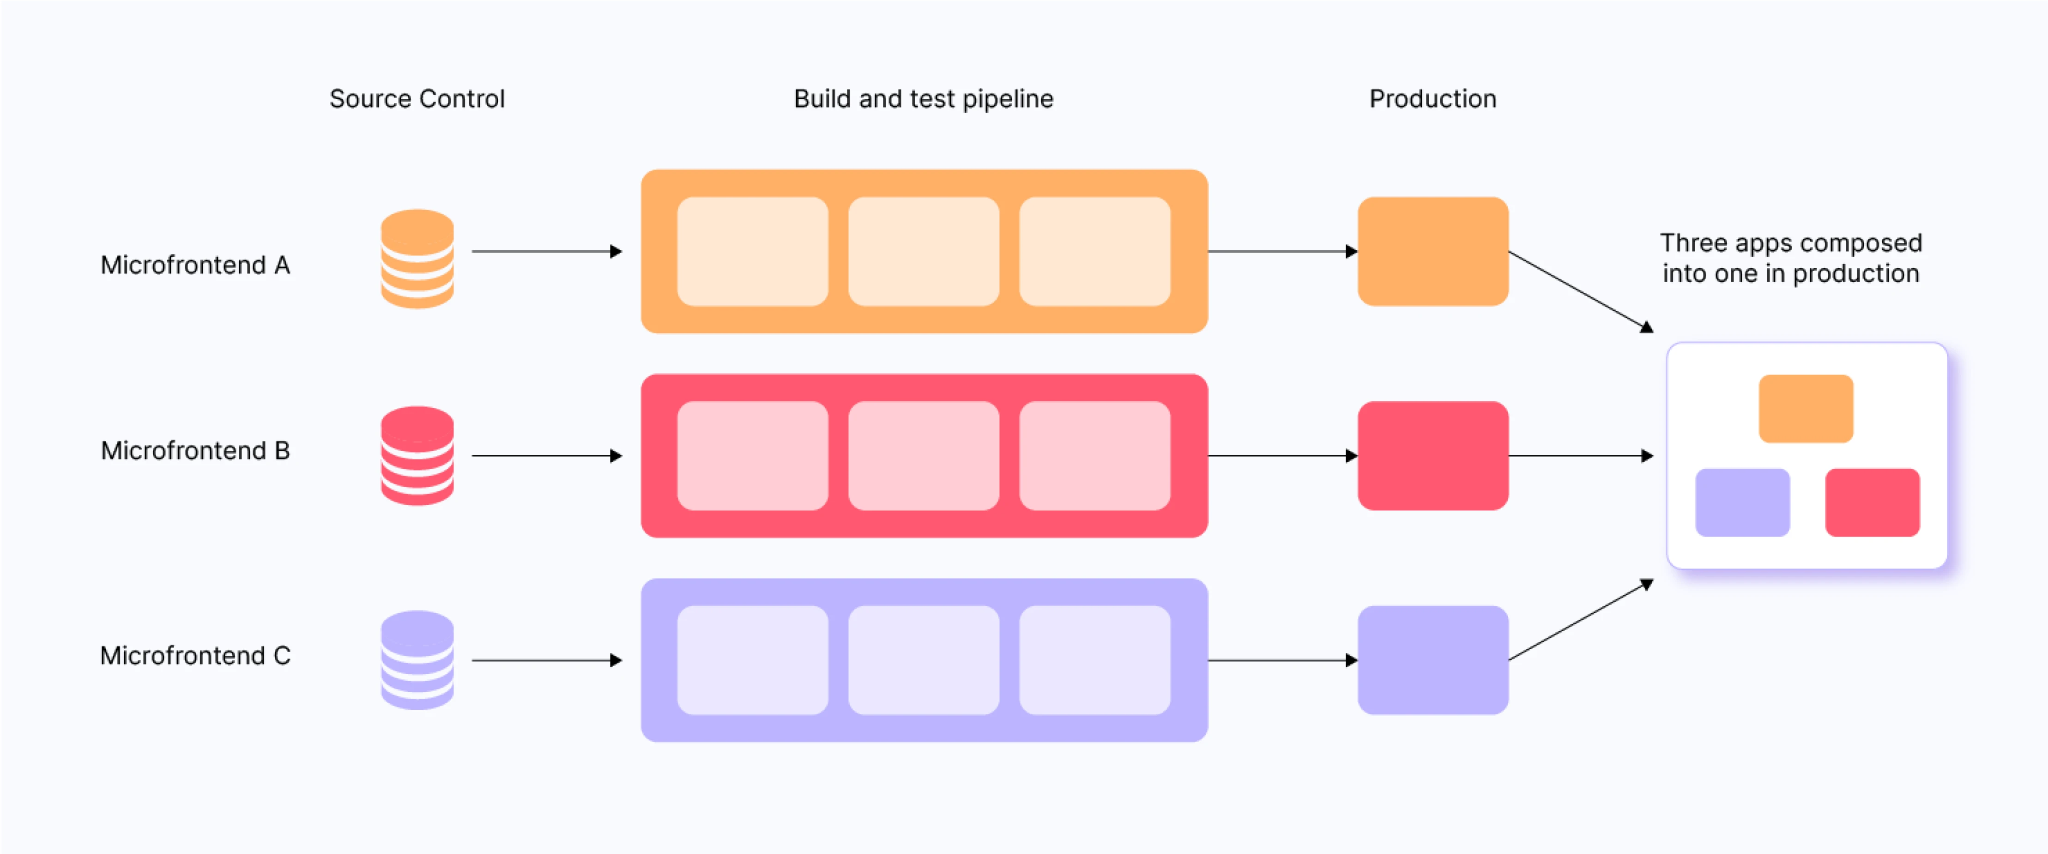 Source Control
Build and test pipeline
Production
Microfrontend A
Three apps composed
into one in production
Microfrontend B
Microfrontend C